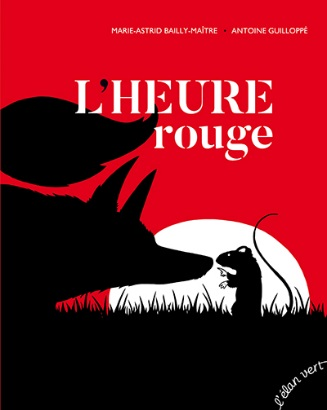 MARIE-ASTRID BAILLY-MAÎTRE • ANTOINE GUILLOPPÉ
L'HEURE
rouge
l'élan vert